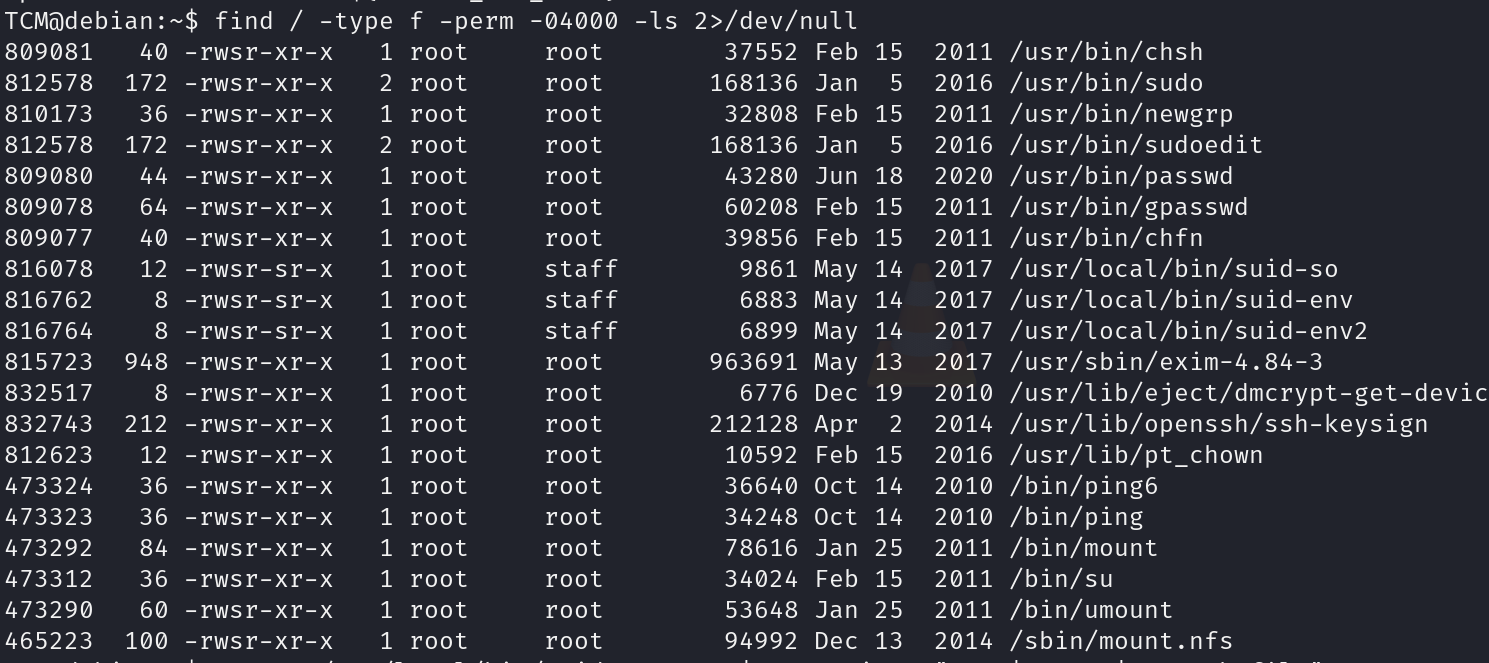 TCM@debian:~$ find / -type f -perm -04000 -ls 2>/dev/null
809081   40 -rwsr-xr-x   1 root     root        37552 Feb 15  2011 /usr/bin/chsh
812578  172 -rwsr-xr-x   2 root     root       168136 Jan  5  2016 /usr/bin/sudo
810173   36 -rwsr-xr-x   1 root     root        32808 Feb 15  2011 /usr/bin/newgrp
812578  172 -rwsr-xr-x   2 root     root       168136 Jan  5  2016 /usr/bin/sudoedit
809080   44 -rwsr-xr-x   1 root     root        43280 Jun 18  2020 /usr/bin/passwd
809078   64 -rwsr-xr-x   1 root     root        60208 Feb 15  2011 /usr/bin/gpasswd
809077   40 -rwsr-xr-x   1 root     root        39856 Feb 15  2011 /usr/bin/chfn
816078   12 -rwsr-sr-x   1 root     staff        9861 May 14  2017 /usr/local/bin/suid-so
816762    8 -rwsr-sr-x   1 root     staff        6883 May 14  2017 /usr/local/bin/suid-env
816764    8 -rwsr-sr-x   1 root     staff        6899 May 14  2017 /usr/local/bin/suid-env2
815723  948 -rwsr-xr-x   1 root     root       963691 May 13  2017 /usr/sbin/exim-4.84-3
832517    8 -rwsr-xr-x   1 root     root         6776 Dec 19  2010 /usr/lib/eject/dmcrypt-get-devic
832743  212 -rwsr-xr-x   1 root     root       212128 Apr  2  2014 /usr/lib/openssh/ssh-keysign
812623   12 -rwsr-xr-x   1 root     root        10592 Feb 15  2016 /usr/lib/pt_chown
473324   36 -rwsr-xr-x   1 root     root        36640 Oct 14  2010 /bin/ping6
473323   36 -rwsr-xr-x   1 root     root        34248 Oct 14  2010 /bin/ping
473292   84 -rwsr-xr-x   1 root     root        78616 Jan 25  2011 /bin/mount
473312   36 -rwsr-xr-x   1 root     root        34024 Feb 15  2011 /bin/su
473290   60 -rwsr-xr-x   1 root     root        53648 Jan 25  2011 /bin/umount
465223  100 -rwsr-xr-x   1 root     root        94992 Dec 13  2014 /sbin/mount.nfs